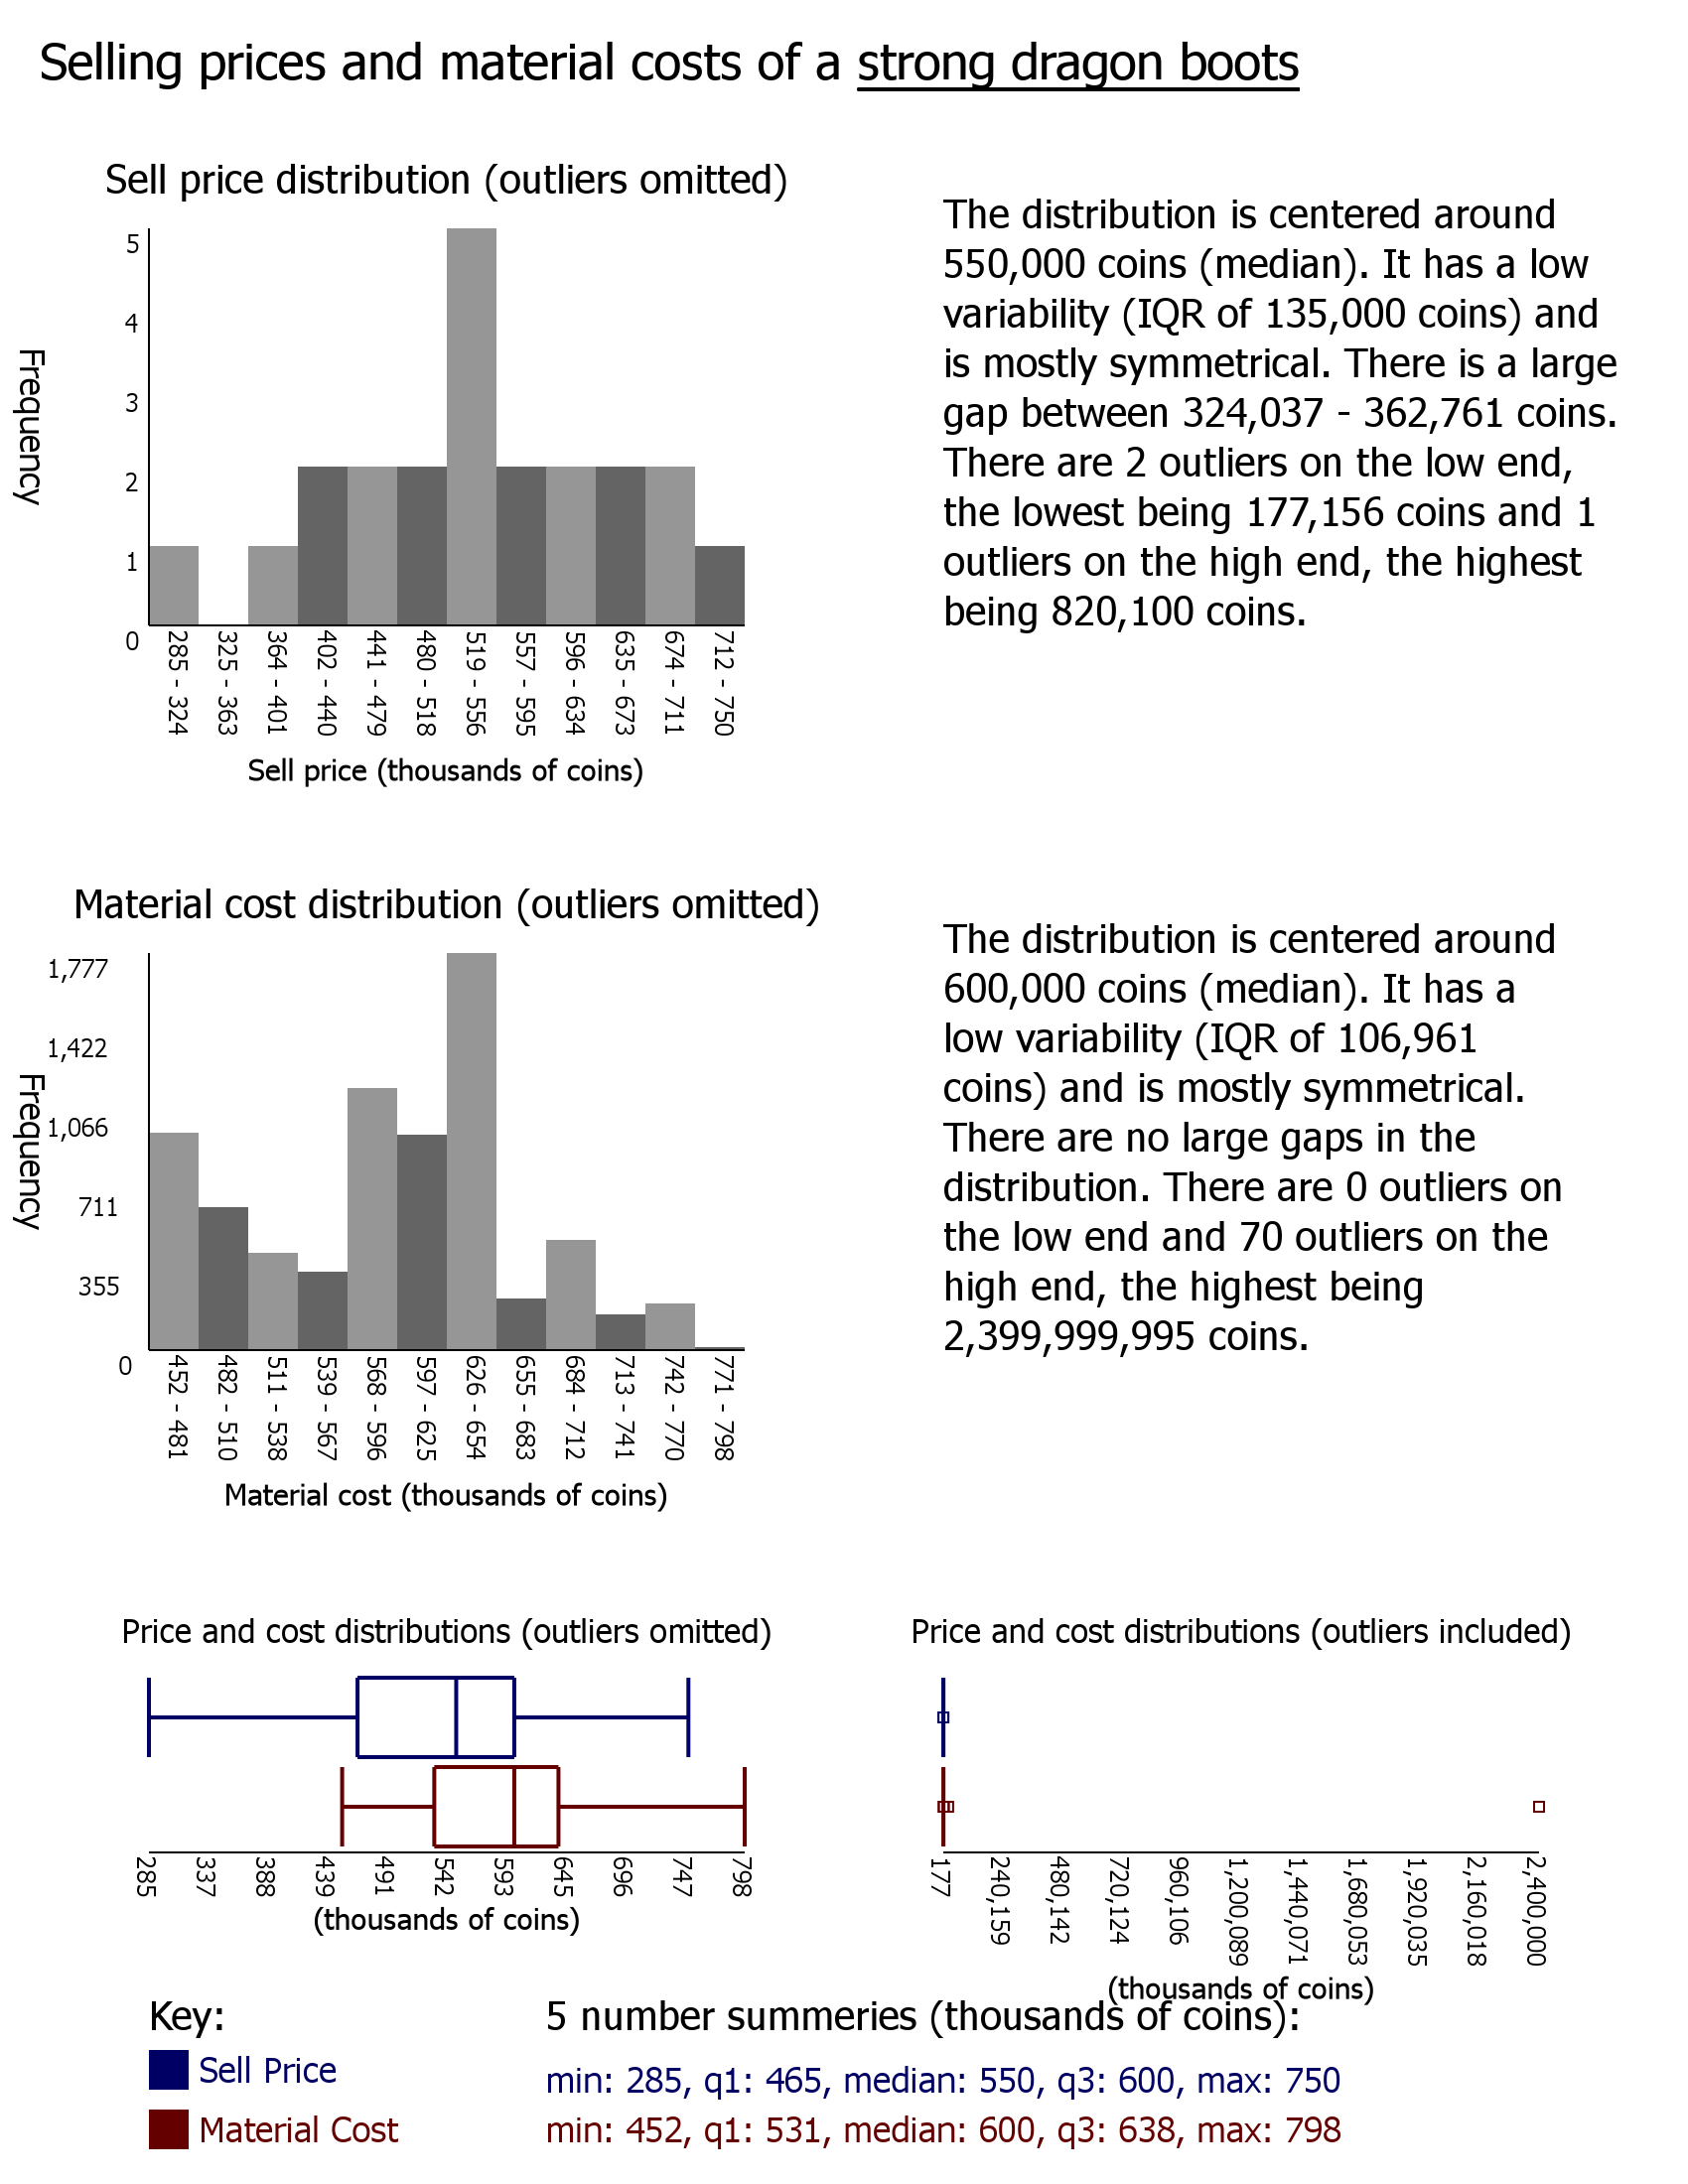 Selling prices and material costs of a strong dragon boots
Sell price distribution (outliers omitted)
Frequency
5
4
3
2
1
0
285 - 324
325 - 363
364 - 401
402 - 440
441 - 479
480 - 518
519 - 556
557 - 595
596 - 634
635 - 673
674 - 711
712 - 750
Sell price (thousands of coins)
The distribution is centered around
550,000 coins (median). It has a low
variability (IQR of 135,000 coins) and
is mostly symmetrical. There is a large
gap between 324,037 - 362,761 coins.
There are 2 outliers on the low end,
the lowest being 177,156 coins and 1
outliers on the high end, the highest
being 820,100 coins.
Material cost distribution (outliers omitted)
Frequency
1,777
1,422
1,066
711
355
0
452 - 481
482 - 510
511 - 538
539 - 567
568 - 596
597 - 625
626 - 654
655 - 683
684 - 712
713 - 741
742 - 770
771 - 798
Material cost (thousands of coins)
The distribution is centered around
600,000 coins (median). It has a
low variability (IQR of 106,961
coins) and is mostly symmetrical.
There are no large gaps in the
distribution. There are 0 outliers on
the low end and 70 outliers on the
high end, the highest being
2,399,999,995 coins.
Price and cost distributions (outliers omitted)
285
337
388
439
491
542
593
645
696
747
798
(thousands of coins)
Price and cost distributions (outliers included)
177
240,159
480,142
720,124
960,106
1,200,089
1,440,071
1,680,053
1,920,035
2,160,018
2,400,000
(thousands of coins)
Key:
Sell Price
Material Cost
5 number summeries (thousands of coins):
min: 285, q1: 465, median: 550, q3: 600, max: 750
min: 452, q1: 531, median: 600, q3: 638, max: 798